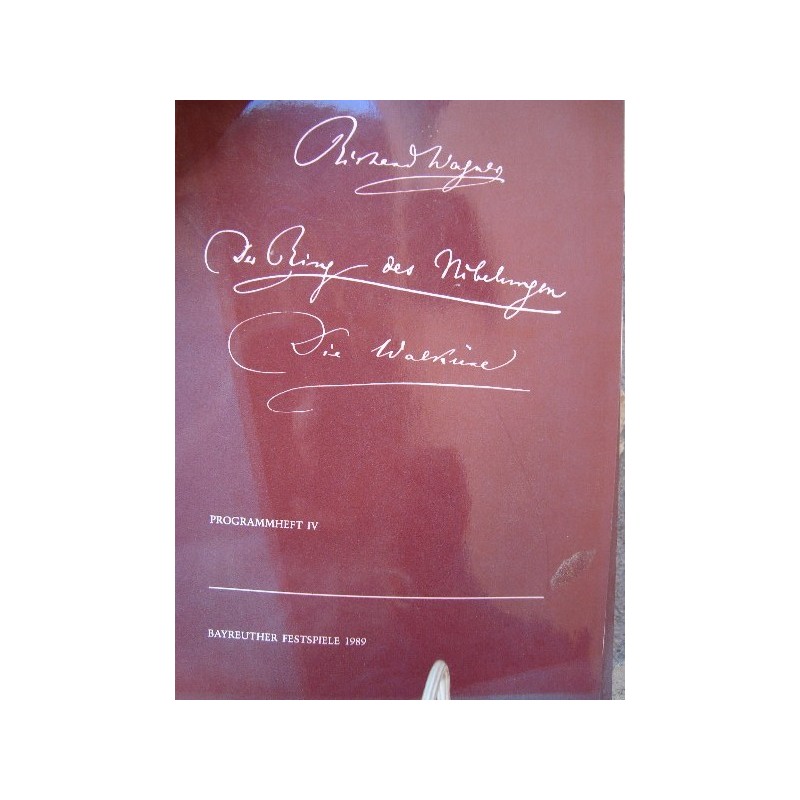 Richard Wagner
Der Ring des Nibelungen
Die Walküre
PROGRAMMHEFT IV
BAYREUTHER FESTSPIELE 1989